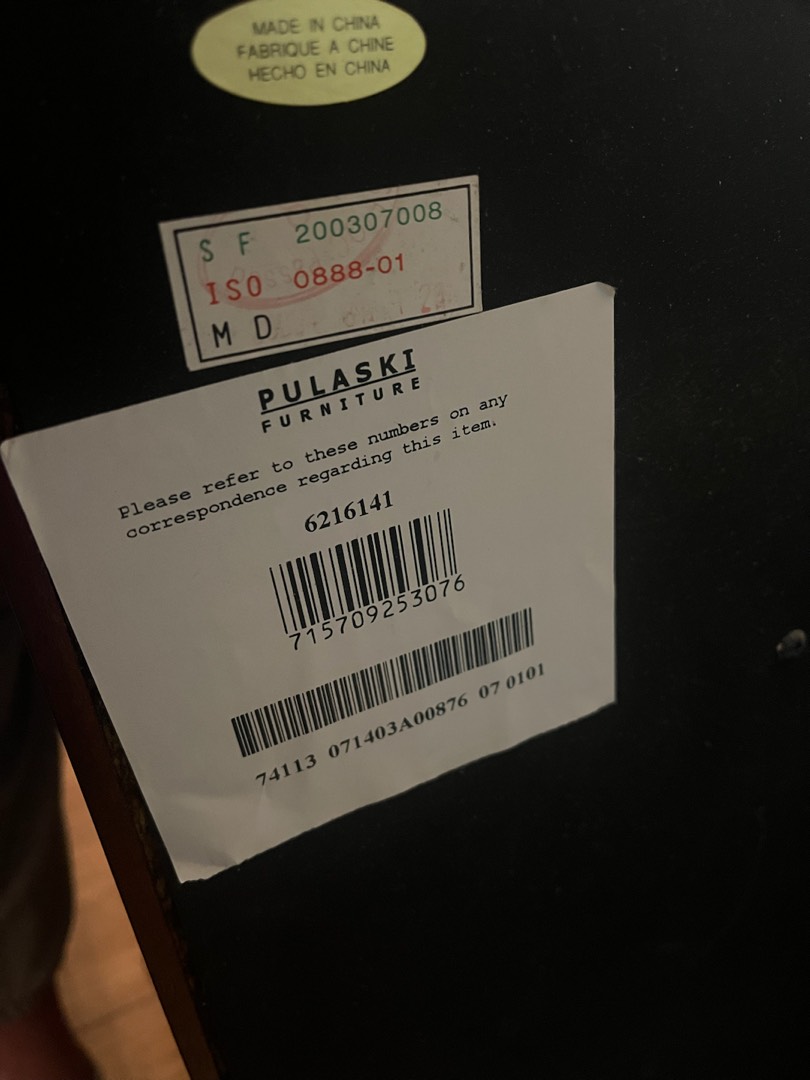 MADE IN CHINA
FABRIQUE A CHINE
HECHO EN CHINA
S F 200307008
ISO 0888-01
M D
PULASKI
FURNITURE
Please refer to these numbers on any
correspondence regarding this item.
6216141
715709253076
74113 071403A00876 07 0101